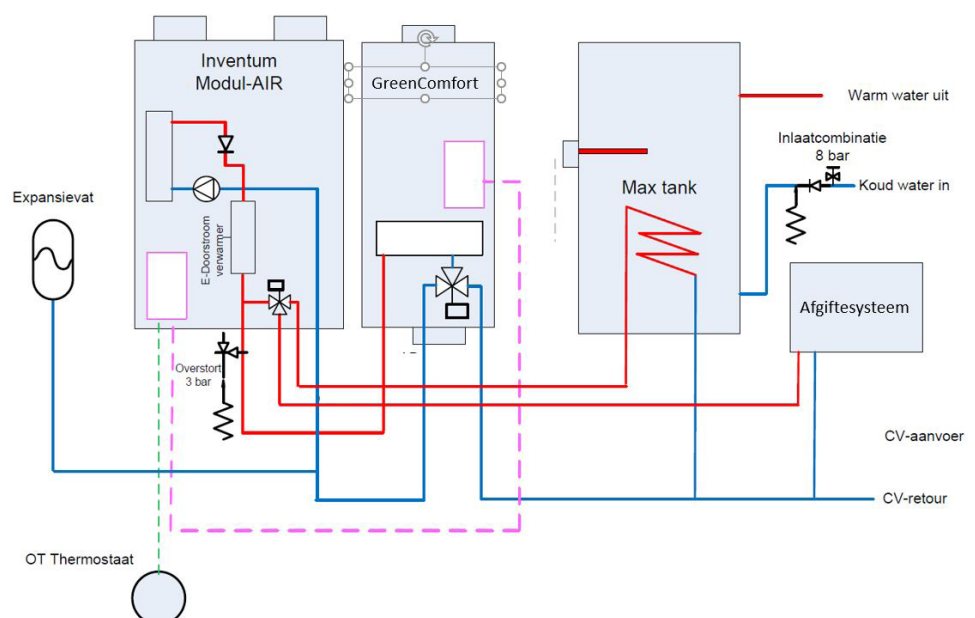 Inventum
Modul-AIR
GreenComfort
Warm water uit
Inlaatcombinatie
8 bar
Koud water in
Max tank
Expansievat
E-Doorstroom
verwarmer
Afgiftesysteem
Overstort
3 bar
CV-aanvoer
CV-retour
OT Thermostaat